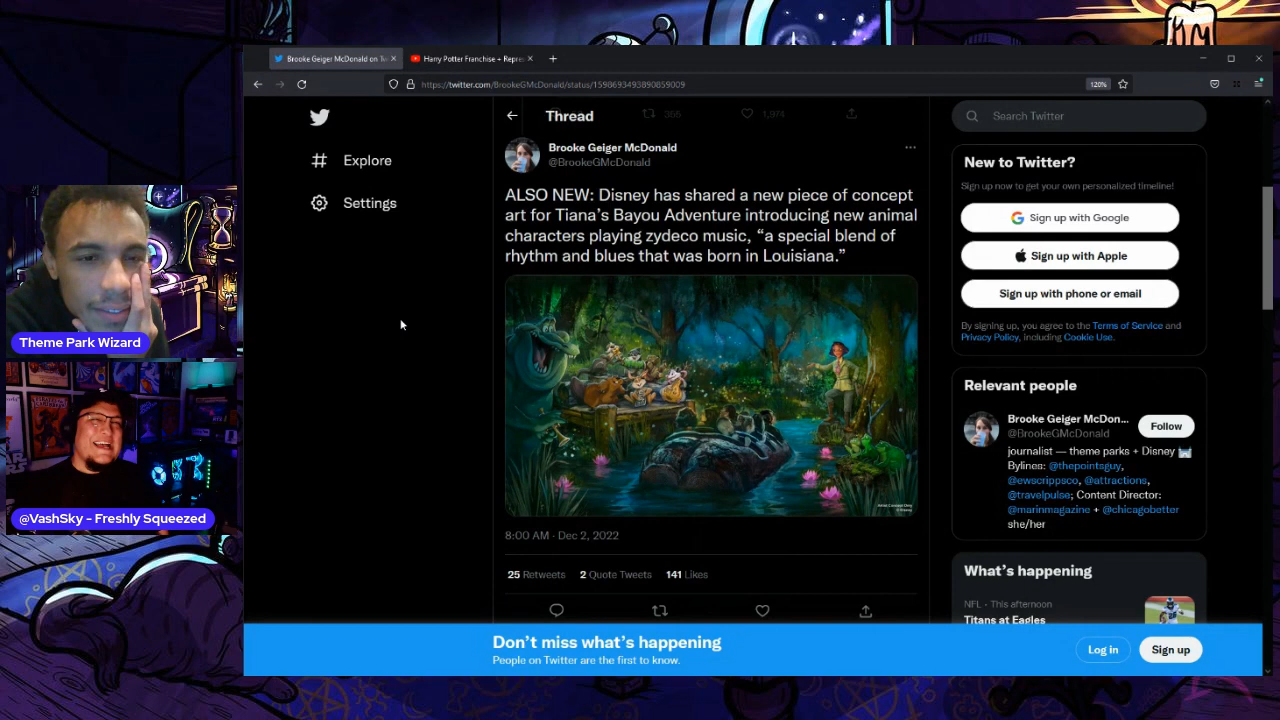 Brooke Geiger McDonald on Tw
Harry Potter Franchise + Repre
https://twitter.com/BrookeGMcDonald/status/1598693493890859009
120%
Explore
Settings
Thread
355
1,974
Brooke Geiger McDonald
@BrookeGMcDonald
ALSO NEW: Disney has shared a new piece of concept
art for Tiana's Bayou Adventure introducing new animal
characters playing zydeco music, “a special blend of
rhythm and blues that was born in Louisiana.”
8:00 AM · Dec 2, 2022
25 Retweets 2 Quote Tweets 141 Likes
Search Twitter
New to Twitter?
Sign up now to get your own personalized timeline!
Sign up with Google
Sign up with Apple
Sign up with phone or email
By signing up, you agree to the Terms of Service and
Privacy Policy, including Cookie Use.
Relevant people
Brooke Geiger McDon...
@BrookeGMcDonald
Follow
journalist — theme parks + Disney
Bylines: @thepointsguy,
@ewscrippsco, @attractions,
@travelpulse; Content Director:
@marinmagazine + @chicagobetter
she/her
What's happening
NFL · This afternoon
Titans at Eagles
Don't miss what's happening
People on Twitter are the first to know.
Log in
Sign up
Theme Park Wizard
@VashSky - Freshly Squeezed